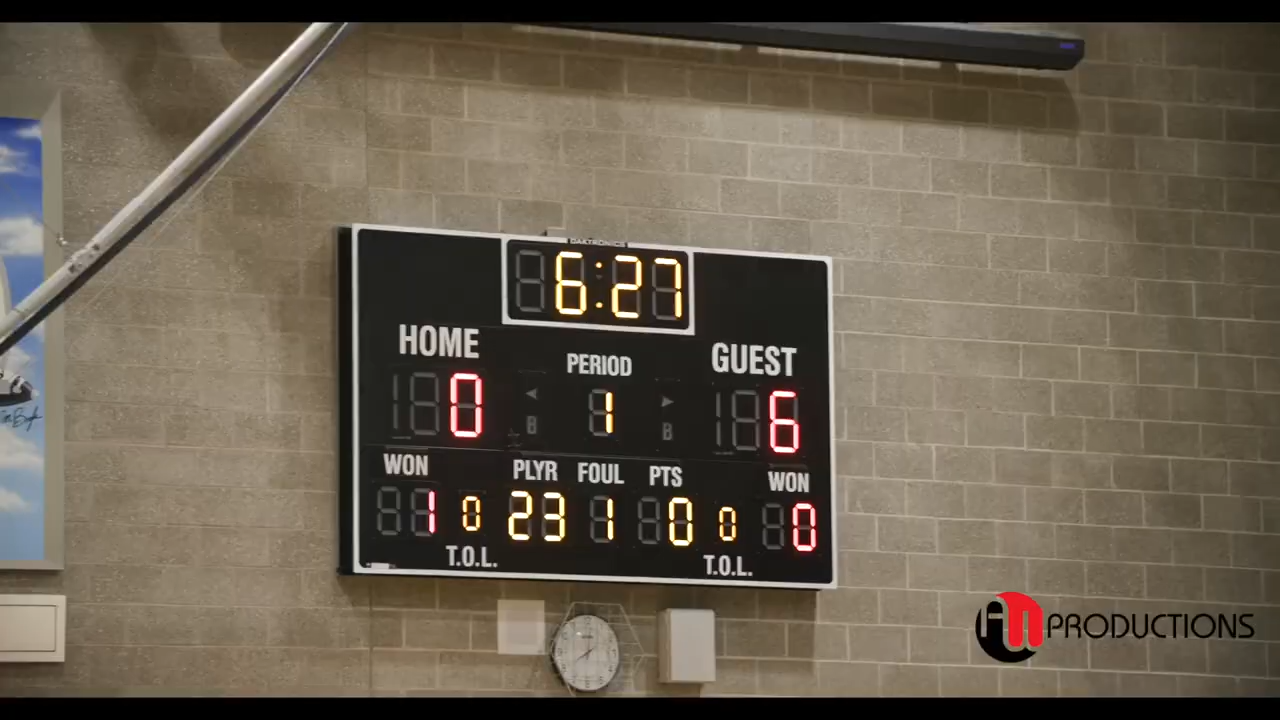 DAKTRONICS
6:27
HOME
PERIOD
GUEST
0
1
6
B
B
WON
PLYR
FOUL
PTS
WON
1
0
23
1
0
0
0
T.O.L.
T.O.L.
PRODUCTIONS